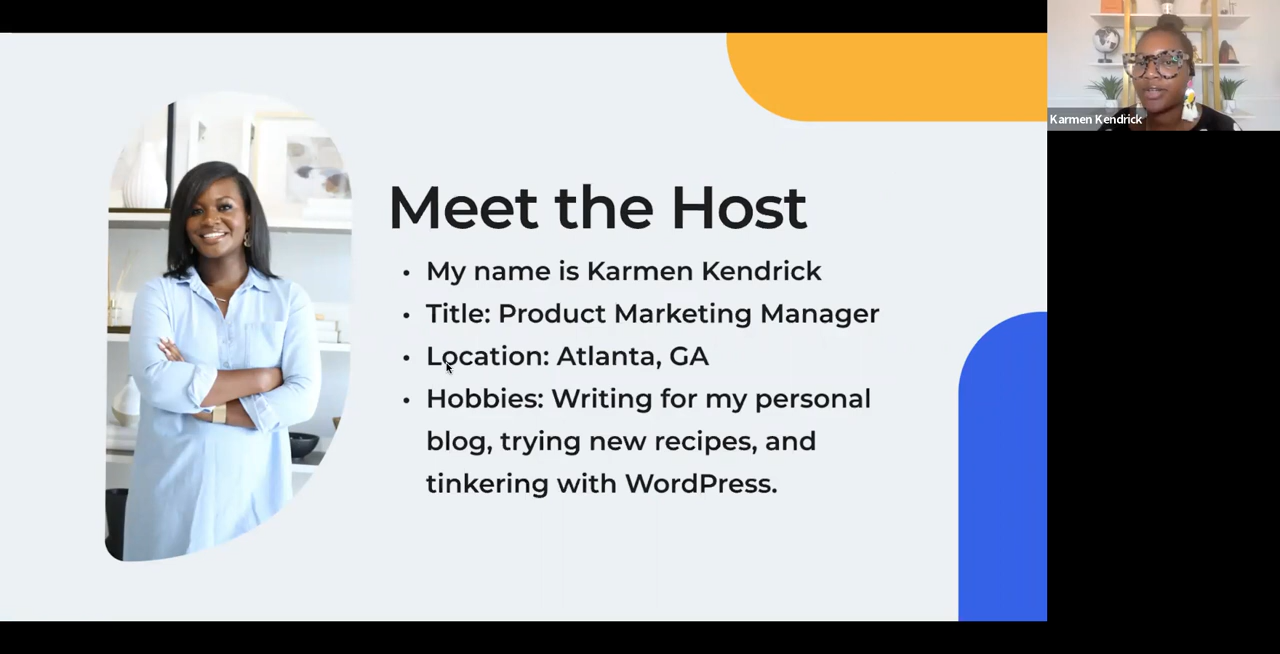 Karmen Kendrick
Meet the Host
• My name is Karmen Kendrick
• Title: Product Marketing Manager
• Location: Atlanta, GA
• Hobbies: Writing for my personal
blog, trying new recipes, and
tinkering with WordPress.